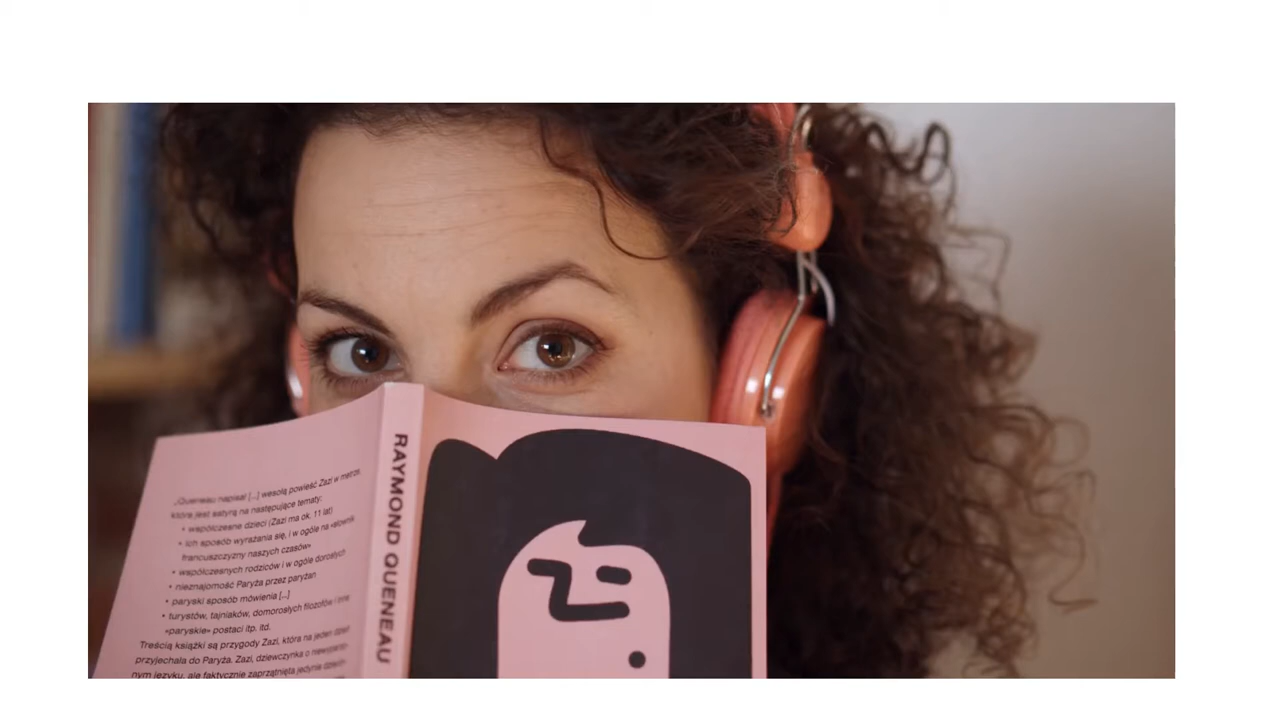 „Queneau napisał [...] wesołą powieść Zazi w metrze,
która jest satyrą na następujące tematy:
• współczesne dzieci (Zazi ma ok. 11 lat)
• ich sposób wyrażania się, i w ogóle na «słownik
francuszczyzny naszych czasów»
• współczesnych rodziców i w ogóle dorosłych
• nieznajomość Paryża przez paryżan
• paryski sposób mówienia [...]
• turystów, tajniaków, domorosłych filozofów i inne
»paryskie« postaci itp. itd.
Treścią książki są przygody Zazi, która na jeden dzień
przyjechała do Paryża. Zazi, dziewczynka o niewyparzo-
nym języku, ale faktycznie zaprzątnięta jedynie
RAYMOND QUENEAU